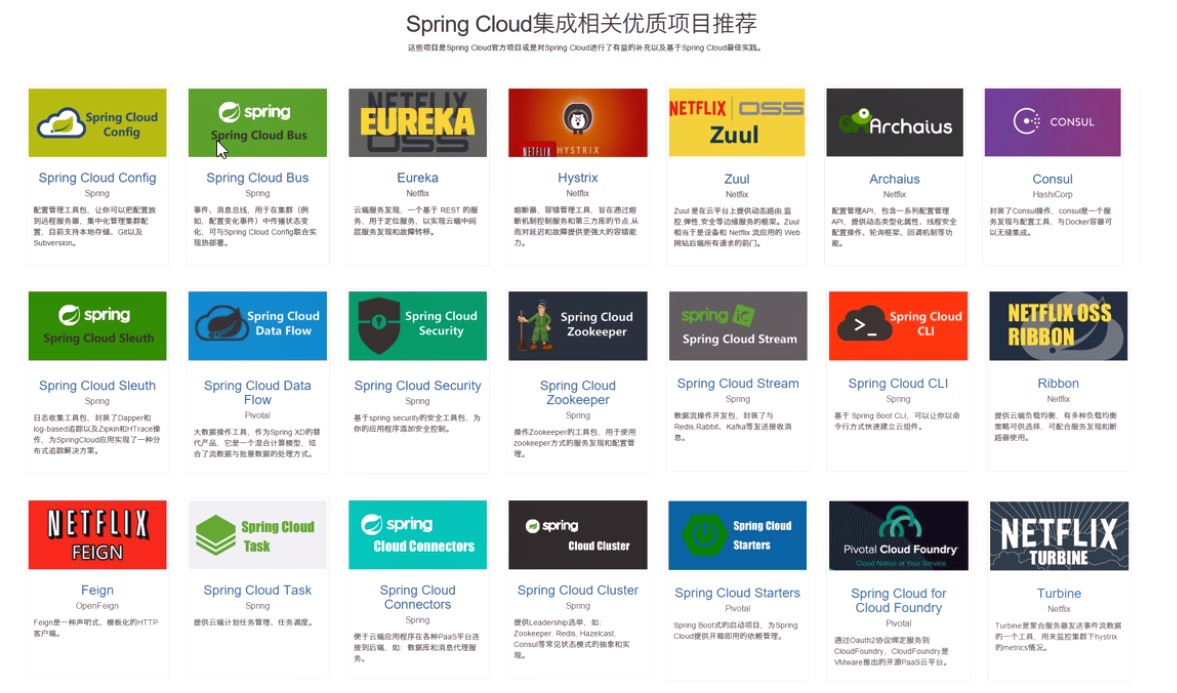 Spring Cloud集成相关优质项目推荐
这些项目是Spring Cloud官方项目或是对Spring Cloud进行了有益的补充以及基于Spring Cloud最佳实践。
Spring Cloud
Config
Spring Cloud Config
Spring
配置管理工具包，让你可以把配置放
到远程服务器，集中化管理集群配
置，目前支持本地存储、Git以及
Subversion。
spring
Spring Cloud Bus
Spring Cloud Bus
Spring
事件、消息总线，用于在集群（例
如，配置变化事件）中传播状态变
化，可与Spring Cloud Config联合实
现热部署。
NETFLIX
EUREKA
OSS
Eureka
Netflix
云端服务发现，一个基于 REST 的服
务，用于定位服务，以实现云端中间
层服务发现和故障转移。
NETFLIX HYSTRIX
Hystrix
Netflix
熔断器，容错管理工具，旨在通过熔
断机制控制服务和第三方库的节点,从
而对延迟和故障提供更强大的容错能
力。
NETFLIX OSS
Zuul
Zuul
Netflix
Zuul 是在云平台上提供动态路由,监
控,弹性,安全等边缘服务的框架。Zuul
相当于是设备和 Netflix 流应用的 Web
网站后端所有请求的前门。
Archaius
Archaius
Netflix
配置管理API，包含一系列配置管理
API，提供动态类型化属性、线程安全
配置操作、轮询框架、回调机制等功
能。
CONSUL
Consul
HashiCorp
封装了Consul操作，consul是一个服
务发现与配置工具，与Docker容器可
以无缝集成。
spring
Spring Cloud Sleuth
Spring Cloud Sleuth
Spring
日志收集工具包，封装了Dapper和
log-based追踪以及Zipkin和HTrace操
作，为SpringCloud应用实现了一种分
布式追踪解决方案。
Spring Cloud
Data Flow
Spring Cloud Data
Flow
Pivotal
大数据操作工具，作为Spring XD的替
代产品，它是一个混合计算模型，结
合了流数据与批量数据的处理方式。
Spring Cloud
Security
Spring Cloud Security
Spring
基于spring security的安全工具包，为
你的应用程序添加安全控制。
Spring Cloud
Zookeeper
Spring Cloud
Zookeeper
Spring
操作Zookeeper的工具包，用于使用
zookeeper方式的服务发现和配置管
理。
spring
Spring Cloud Stream
Spring Cloud Stream
Spring
数据流操作开发包，封装了与
Redis,Rabbit、Kafka等发送接收消
息。
>_
Spring Cloud
CLI
Spring Cloud CLI
Spring
基于 Spring Boot CLI，可以让你以命
令行方式快速建立云组件。
NETFLIX OSS
RIBBON
Ribbon
Netflix
提供云端负载均衡，有多种负载均衡
策略可供选择，可配合服务发现和断
路器使用。
NETFLIX
FEIGN
Feign
OpenFeign
Feign是一种声明式、模板化的HTTP
客户端。
Spring Cloud
Task
Spring Cloud Task
Spring
提供云端计划任务管理、任务调度。
spring
Cloud Connectors
Spring Cloud
Connectors
Spring
便于云端应用程序在各种PaaS平台连
接到后端，如：数据库和消息代理服
务。
spring
Cloud Cluster
Spring Cloud Cluster
Spring
提供Leadership选举，如：
Zookeeper, Redis, Hazelcast,
Consul等常见状态模式的抽象和实
现。
Spring Cloud
Starters
Spring Cloud Starters
Pivotal
Spring Boot式的启动项目，为Spring
Cloud提供开箱即用的依赖管理。
Pivotal Cloud Foundry
Cloud Native at Your Service
Spring Cloud for
Cloud Foundry
Pivotal
通过Oauth2协议绑定服务到
CloudFoundry，CloudFoundry是
VMware推出的开源PaaS云平台。
NETFLIX
TURBINE
Turbine
Netflix
Turbine是聚合服务器发送事件流数据
的一个工具，用来监控集群下hystrix
的metrics情况。